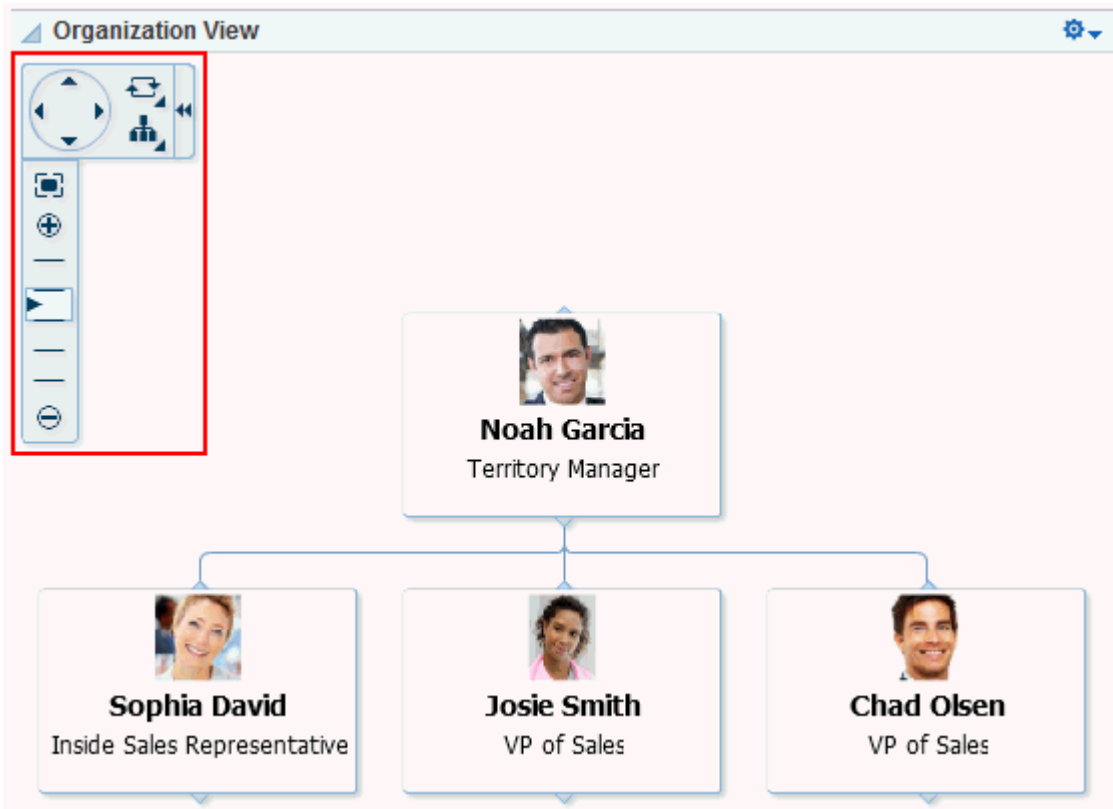 Organization View
Noah Garcia
Territory Manager
Sophia David
Inside Sales Representative
Josie Smith
VP of Sales
Chad Olsen
VP of Sales